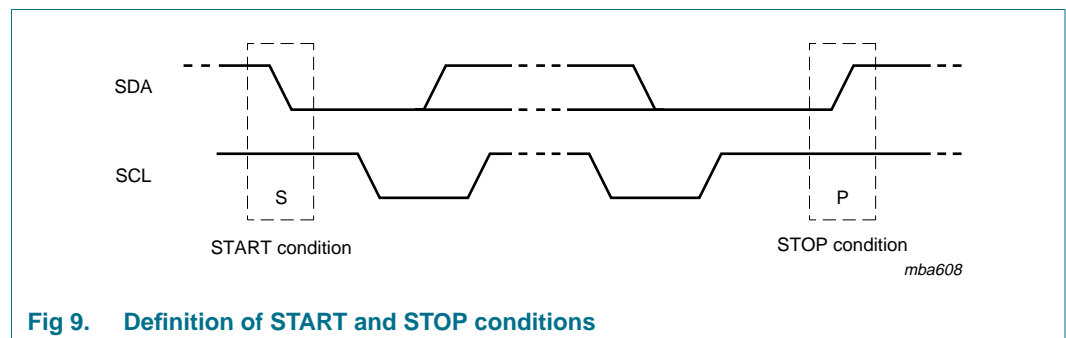 SDA
SCL
S
P
START condition
STOP condition
mba608
Fig 9. Definition of START and STOP conditions